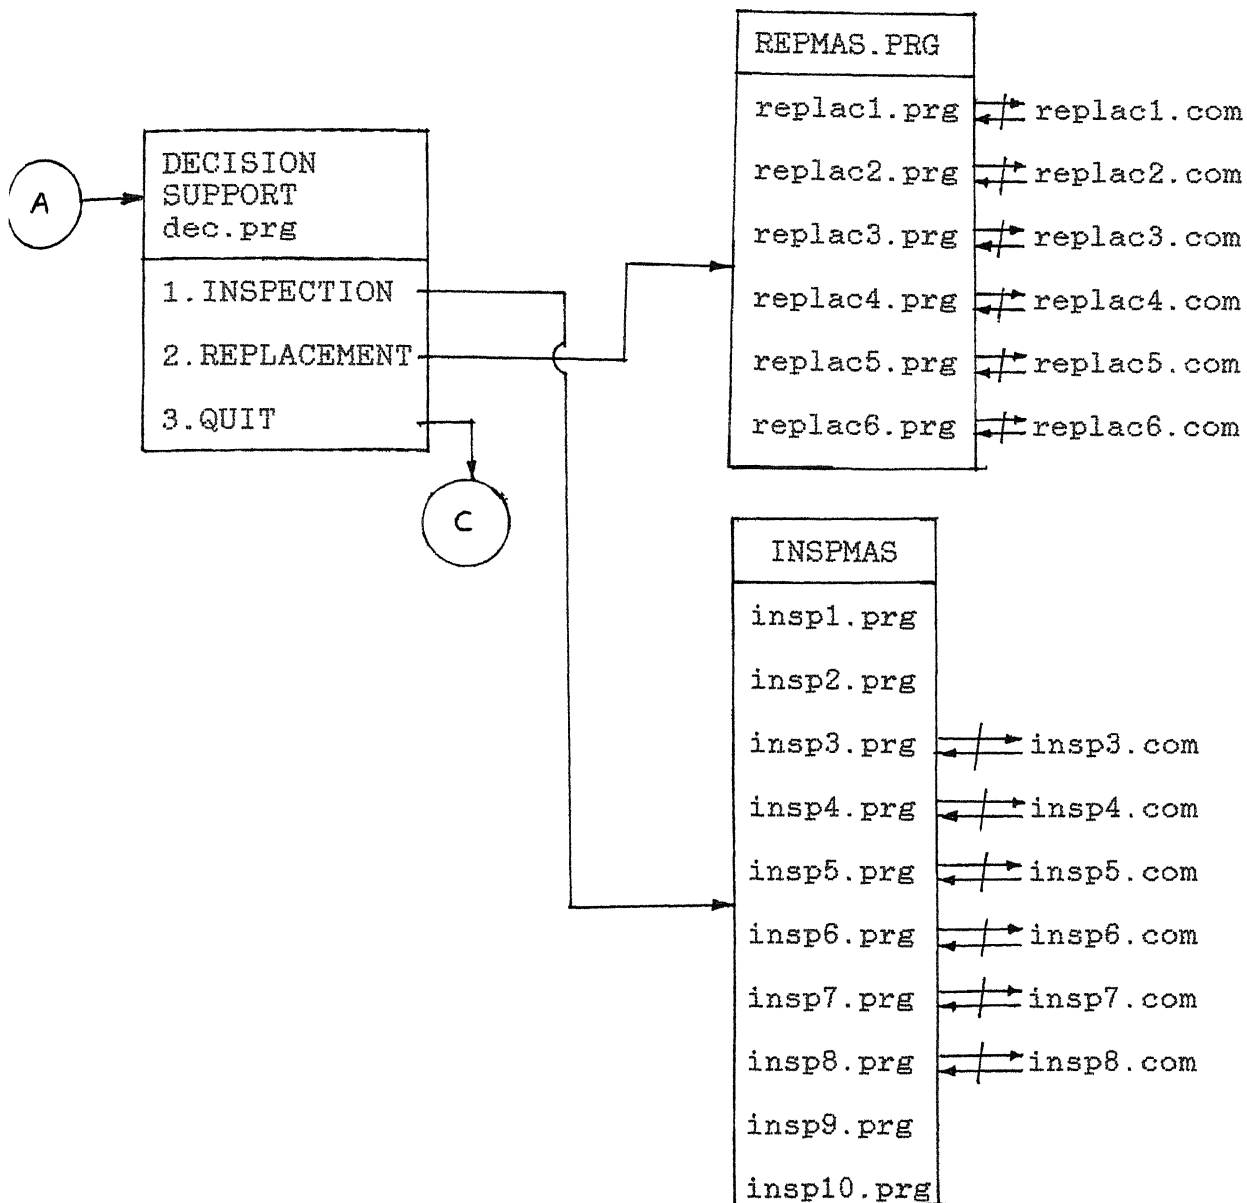 A
DECISION
SUPPORT
dec.prg
1.INSPECTION
2.REPLACEMENT
3.QUIT
C
REPMAS.PRG
replac1.prg
replac1.com
replac2.prg
replac2.com
replac3.prg
replac3.com
replac4.prg
replac4.com
replac5.prg
replac5.com
replac6.prg
replac6.com
INSPMAS
insp1.prg
insp2.prg
insp3.prg
insp3.com
insp4.prg
insp4.com
insp5.prg
insp5.com
insp6.prg
insp6.com
insp7.prg
insp7.com
insp8.prg
insp8.com
insp9.prg
insp10.prg